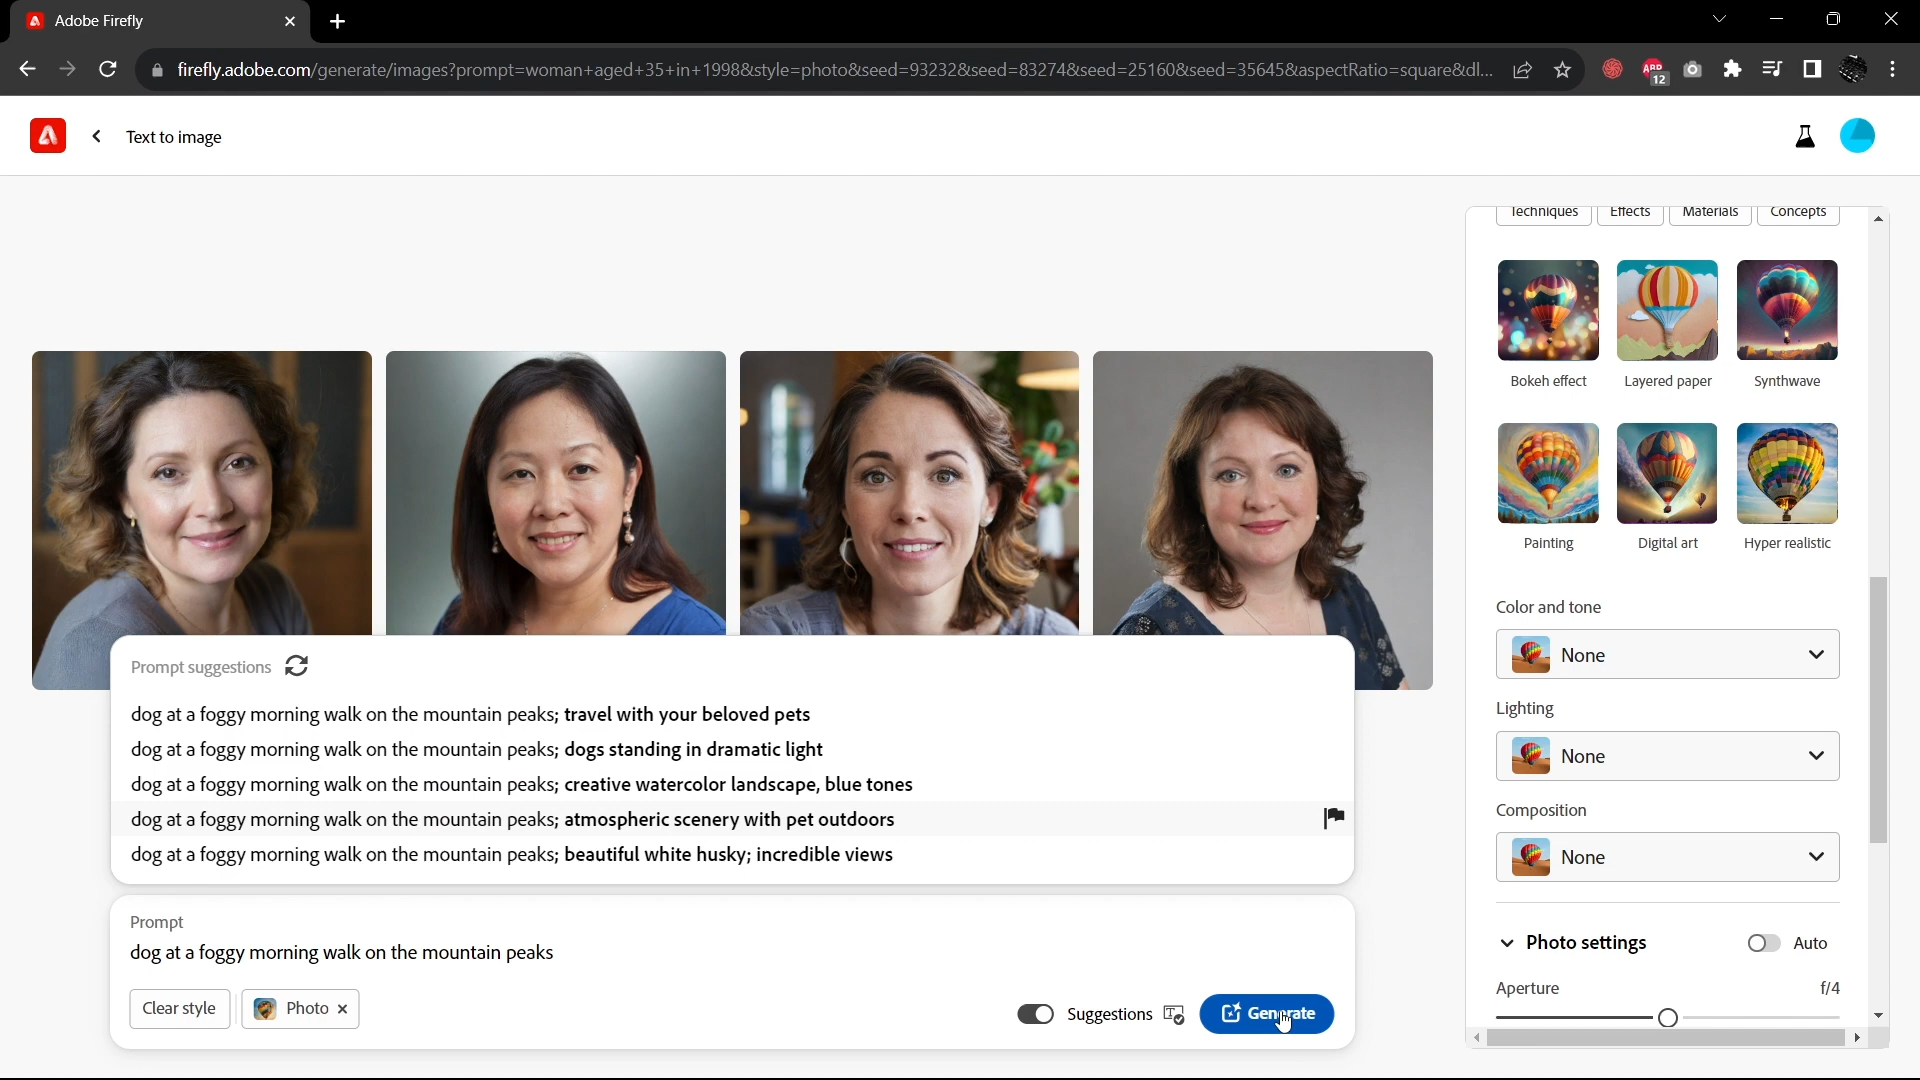 Adobe Firefly
firefly.adobe.com/generate/images?prompt=woman+aged+35+in+1998&style=photo&seed=93232&seed=83274&seed=25160&seed=35645&aspectRatio=square&dl...
ABP
12
Text to image
Techniques
Effects
Materials
Concepts
Bokeh effect
Layered paper
Synthwave
Painting
Digital art
Hyper realistic
Color and tone
None
Lighting
None
Composition
None
Photo settings
Auto
Aperture
f/4
Prompt suggestions
dog at a foggy morning walk on the mountain peaks; travel with your beloved pets
dog at a foggy morning walk on the mountain peaks; dogs standing in dramatic light
dog at a foggy morning walk on the mountain peaks; creative watercolor landscape, blue tones
dog at a foggy morning walk on the mountain peaks; atmospheric scenery with pet outdoors
dog at a foggy morning walk on the mountain peaks; beautiful white husky; incredible views
Prompt
dog at a foggy morning walk on the mountain peaks
Clear style
Photo
Suggestions
Generate